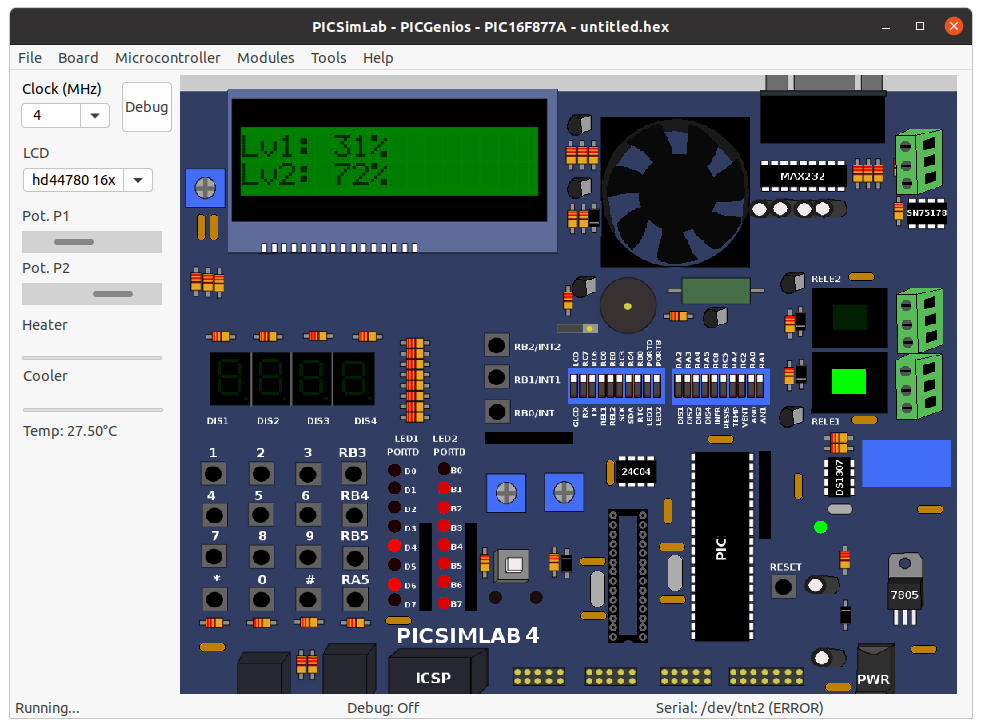 PICSimLab - PICGenios - PIC16F877A - untitled.hex
File Board Microcontroller Modules Tools Help
Clock (MHz)
4
Debug
LCD
hd44780 16x
Pot. P1
Pot. P2
Heater
Cooler
Temp: 27.50°C
Lv1: 31%
Lv2: 72%
MAX232
SN75178
RELE2
RELE1
RB2/INT2
RB1/INT1
RB0/INT
DIS1 DIS2 DIS3 DIS4
LED1 LED2
PORTD PORTB
D0 B0
D1 B1
D2 B2
D3 B3
D4 B4
D5 B5
D6 B6
D7 B7
1 2 3 RB3
4 5 6 RB4
7 8 9 RB5
* 0 # RA5
24C04
DS1307
PIC
RESET
7805
PICSIMLAB 4
ICSP
PWR
Running...
Debug: Off
Serial: /dev/tnt2 (ERROR)